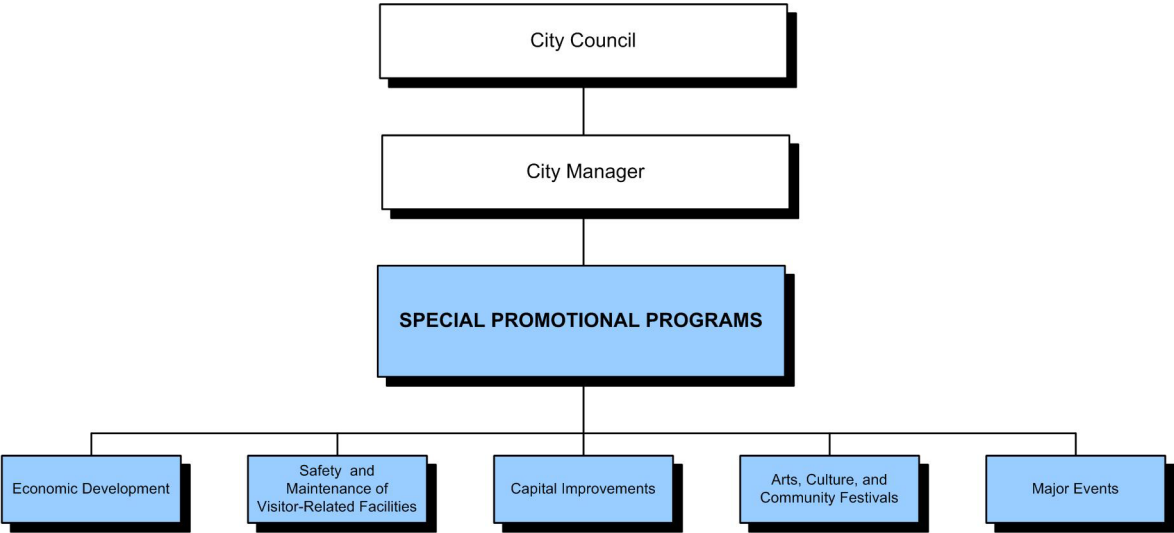 City Council
City Manager
SPECIAL PROMOTIONAL PROGRAMS
Economic Development
Safety and
Maintenance of
Visitor-Related Facilities
Capital Improvements
Arts, Culture, and
Community Festivals
Major Events